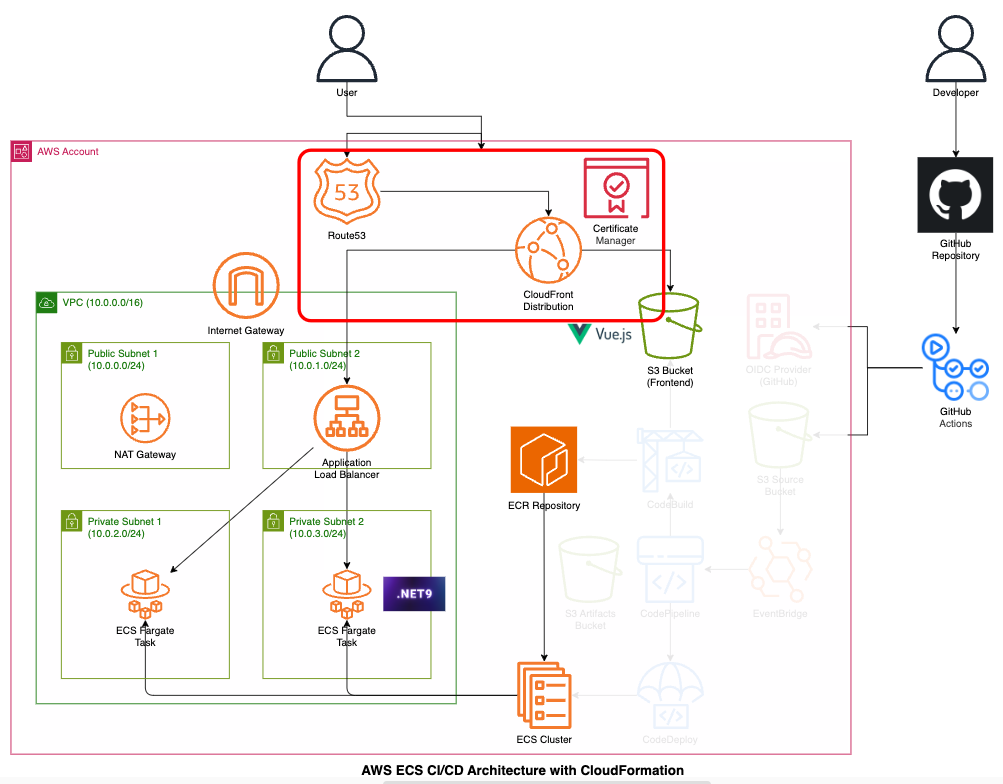 User
Developer
AWS Account
53
Route53
Certificate
Manager
GitHub
Repository
CloudFront
Distribution
Internet Gateway
VPC (10.0.0.0/16)
Vue.js
S3 Bucket
(Frontend)
OIDC Provider
(GitHub)
GitHub
Actions
Public Subnet 1
(10.0.0.0/24)
Public Subnet 2
(10.0.1.0/24)
NAT Gateway
Application
Load Balancer
ECR Repository
CodeBuild
S3 Source
Bucket
Private Subnet 1
(10.0.2.0/24)
Private Subnet 2
(10.0.3.0/24)
.NET9
ECS Fargate
Task
ECS Fargate
Task
S3 Artifacts
Bucket
CodePipeline
EventBridge
ECS Cluster
CodeDeploy
AWS ECS CI/CD Architecture with CloudFormation